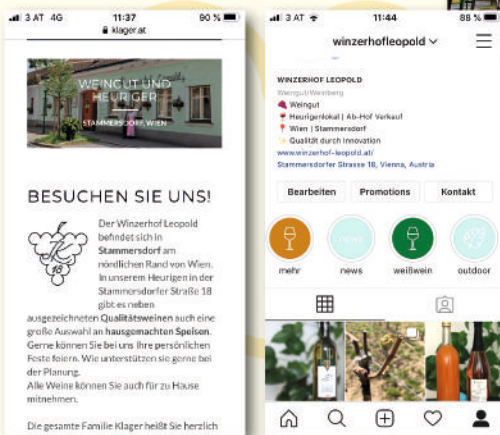 3 AT 4G 11:37 90 %
klager.at
WEINGUT UND
HEURIGER
STAMMERSDORF, WIEN
BESUCHEN SIE UNS!
K
18
Der Winzerhof Leopold
befindet sich in
Stammersdorf am
nördlichen Rand von Wien.
In unserem Heurigen in der
Stammersdorfer Straße 18
gibt es neben
ausgezeichneten Qualitätsweinen auch eine
große Auswahl an hausgemachten Speisen.
Gerne können Sie bei uns Ihre persönlichen
Feste feiern. Wie unterstützen sie gerne bei
der Planung.
Alle Weine können Sie auch für zu Hause
mitnehmen.
Die gesamte Familie Klager heißt Sie herzlich
3 AT 11:44 88 %
winzerhofleopold
WINZERHOF LEOPOLD
Weingut/Weinberg
Weingut
Heurigenlokal | Ab-Hof Verkauf
Wien | Stammersdorf
Qualität durch Innovation
www.winzerhof-leopold.at/
Stammersdorfer Strasse 18, Vienna, Austria
Bearbeiten Promotions Kontakt
news
mehr news weißwein outdoor